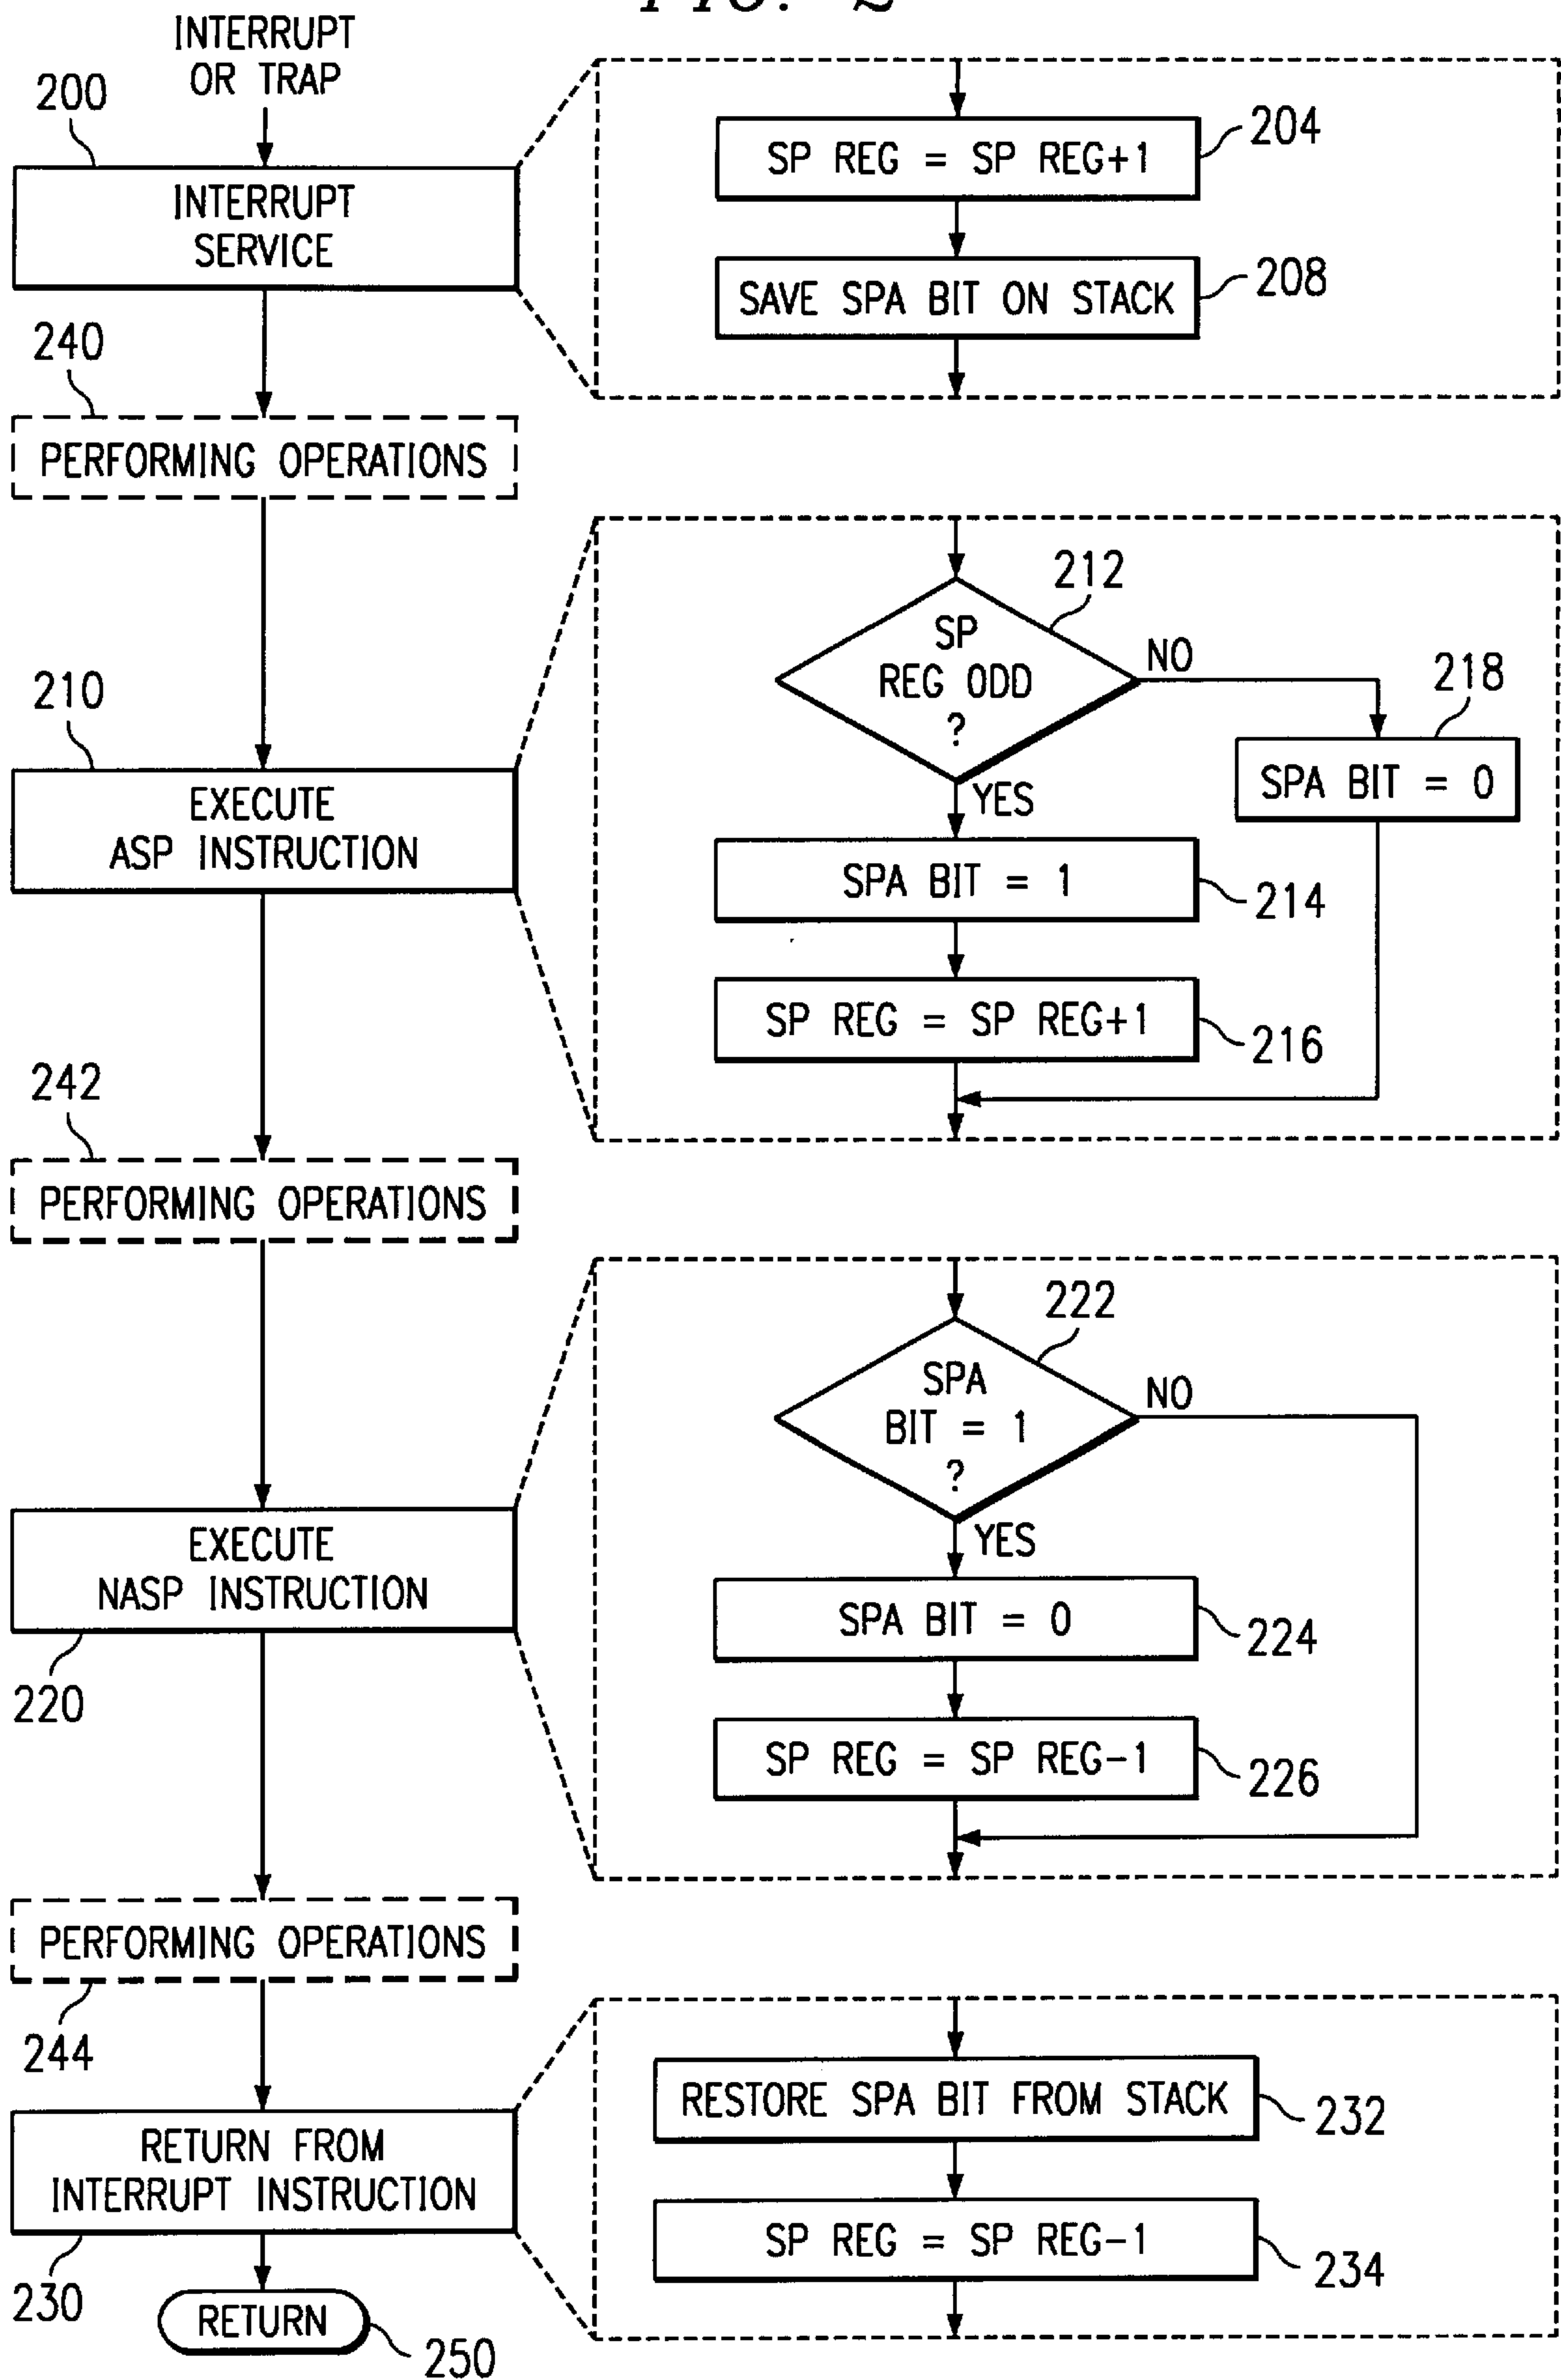 FIG. 2
INTERRUPT
OR TRAP
200
INTERRUPT
SERVICE
SP REG = SP REG+1
204
SAVE SPA BIT ON STACK
208
240
PERFORMING OPERATIONS
210
EXECUTE
ASP INSTRUCTION
212
SP
REG ODD
?
NO
218
SPA BIT = 0
YES
SPA BIT = 1
214
SP REG = SP REG+1
216
242
PERFORMING OPERATIONS
222
SPA
BIT = 1
?
NO
YES
EXECUTE
NASP INSTRUCTION
220
SPA BIT = 0
224
SP REG = SP REG-1
226
PERFORMING OPERATIONS
244
RESTORE SPA BIT FROM STACK
232
RETURN FROM
INTERRUPT INSTRUCTION
230
SP REG = SP REG-1
234
RETURN
250